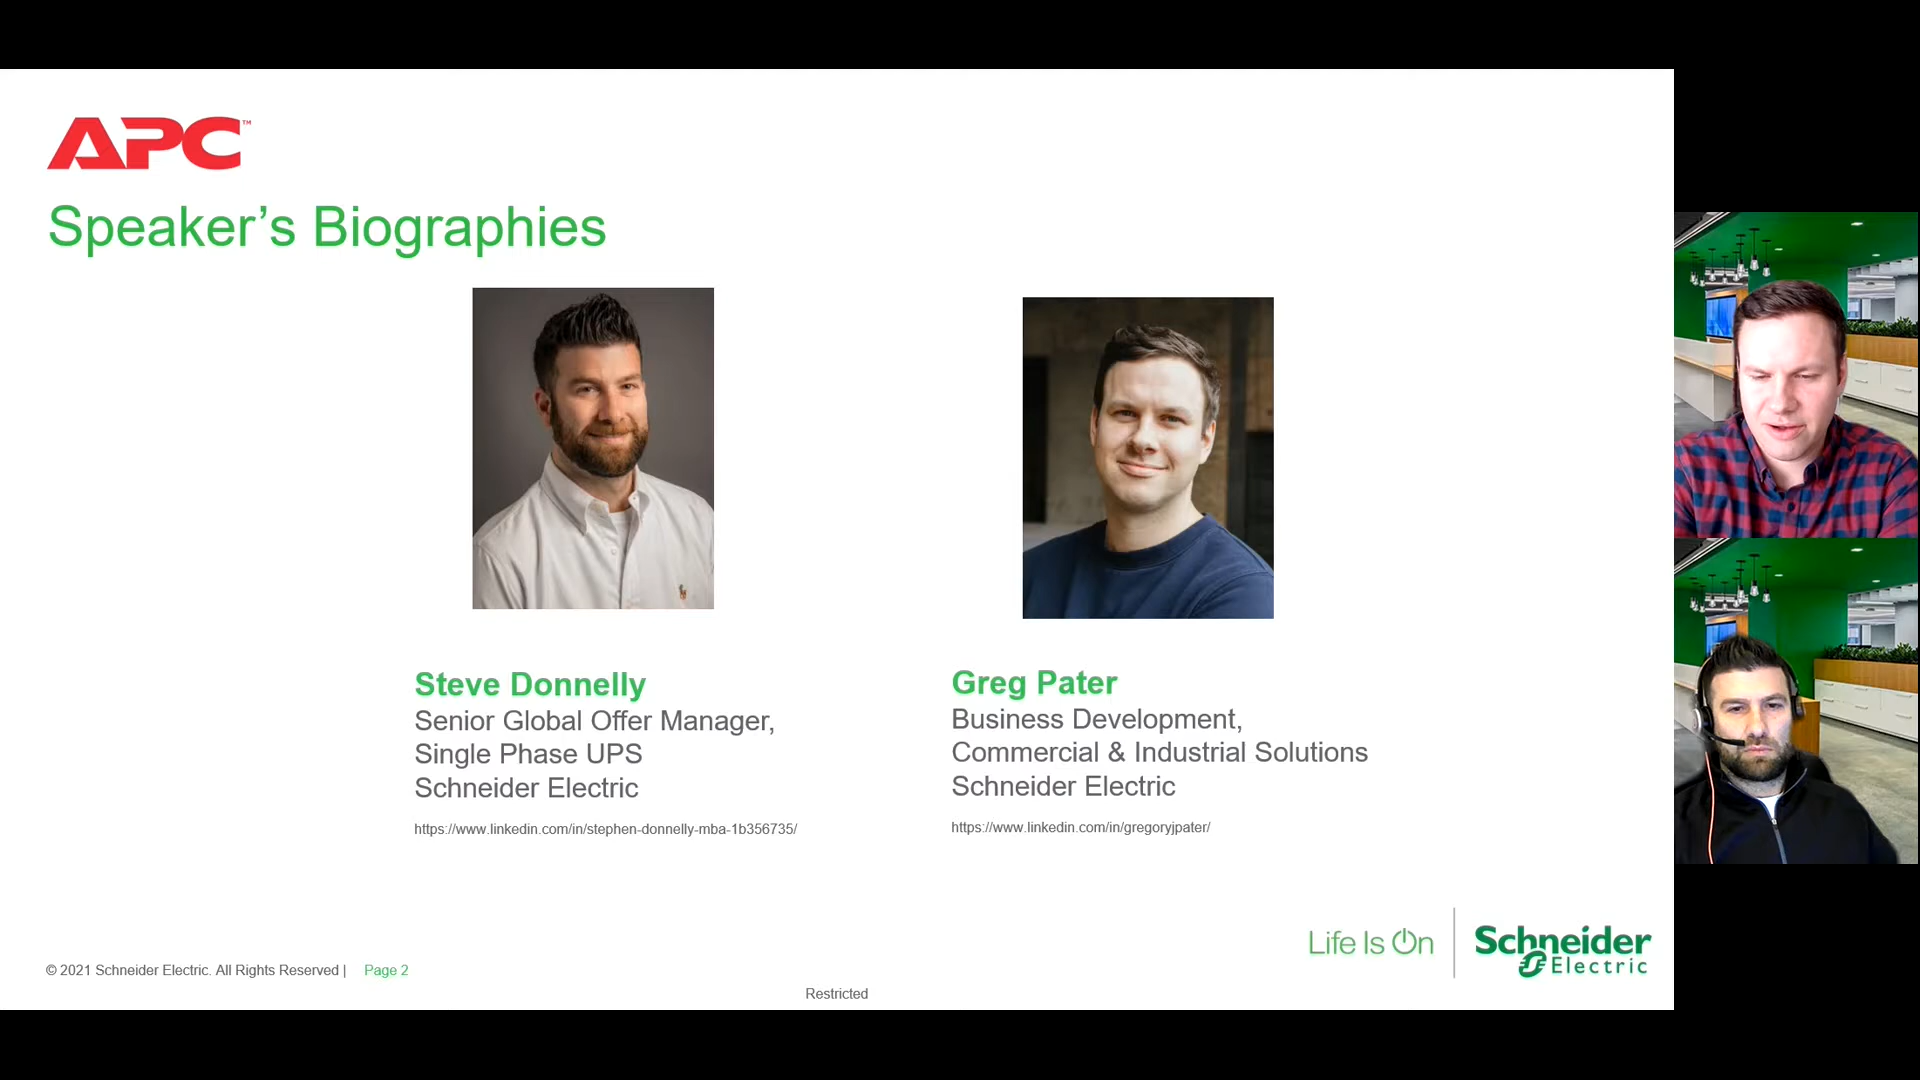 APC™
Speaker’s Biographies
Steve Donnelly
Senior Global Offer Manager,
Single Phase UPS
Schneider Electric
https://www.linkedin.com/in/stephen-donnelly-mba-1b356735/
Greg Pater
Business Development,
Commercial & Industrial Solutions
Schneider Electric
https://www.linkedin.com/in/gregoryjpater/
Life Is On
Schneider
Electric
© 2021 Schneider Electric. All Rights Reserved | Page 2
Restricted